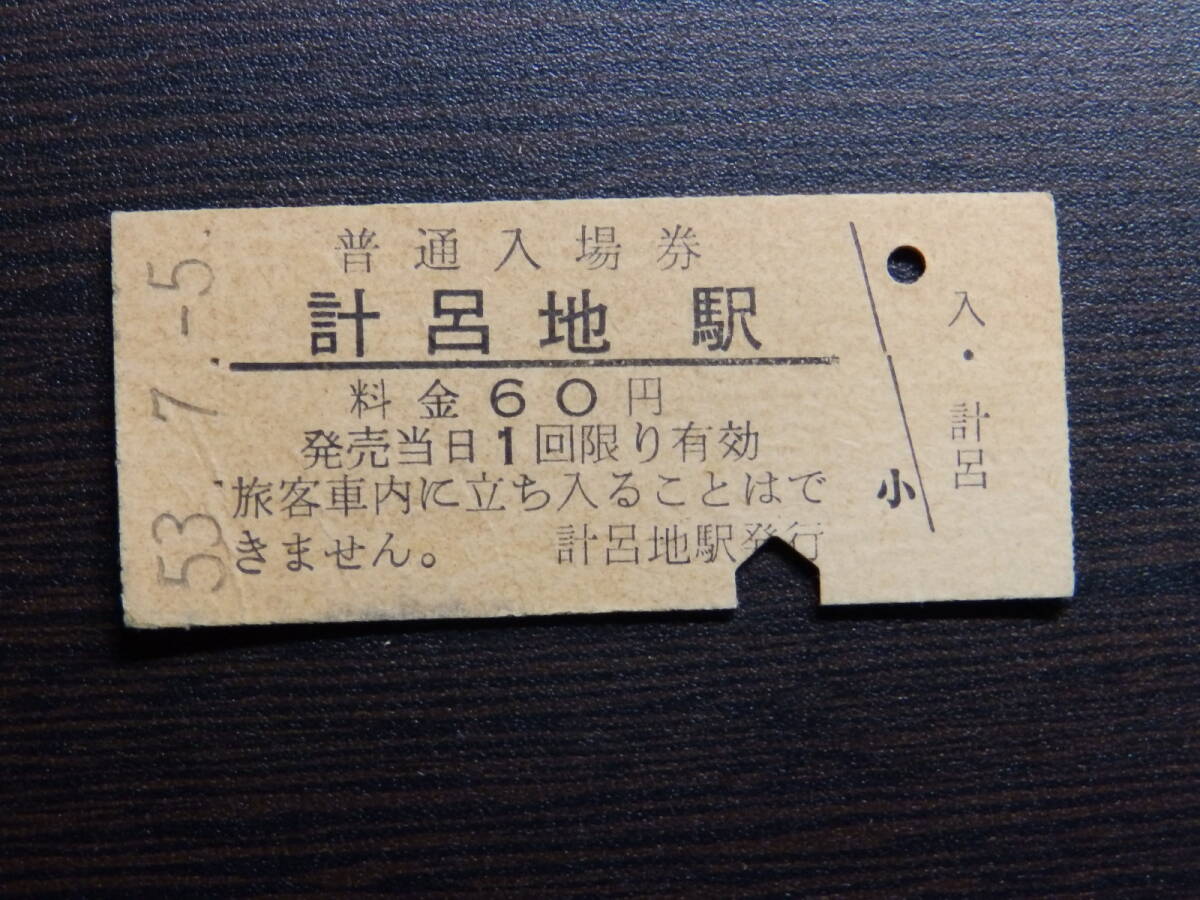 普通入場券
計呂地駅
料金60円
発売当日1回限り有効
旅客車内に立ち入ることはで
きません。 計呂地駅発行
小
入・計呂
53.7.-5